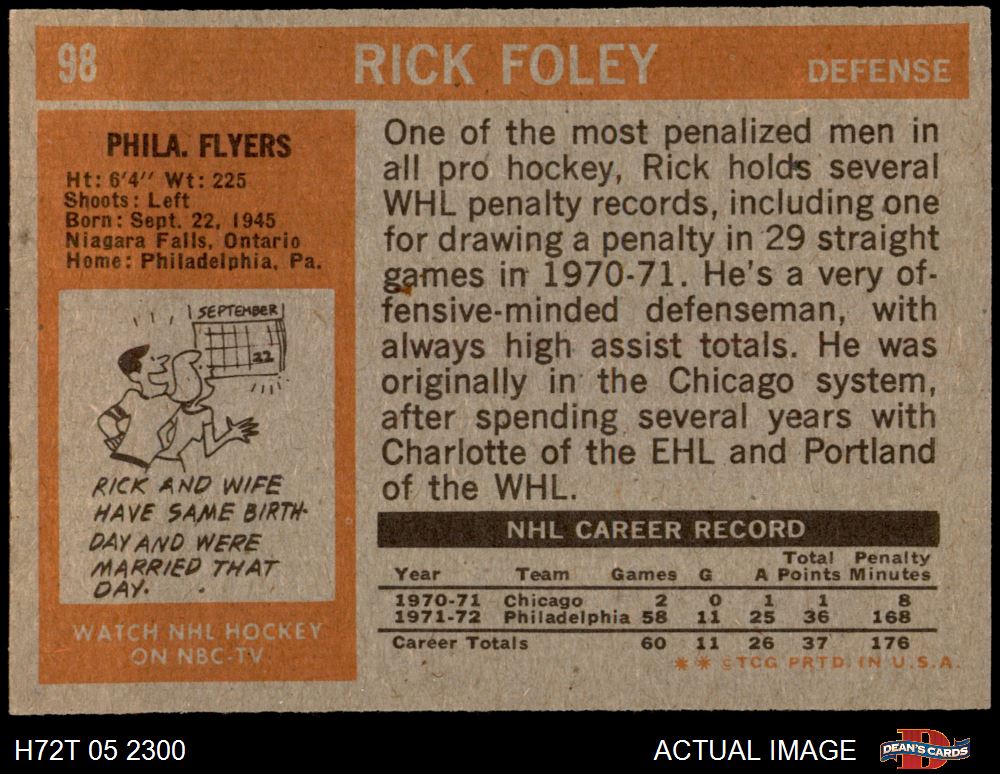 98 RICK FOLEY DEFENSE
PHILA. FLYERS
Ht: 6'4" Wt: 225
Shoots: Left
Born: Sept. 22, 1945
Niagara Falls, Ontario
Home: Philadelphia, Pa.
SEPTEMBER
22
RICK AND WIFE
HAVE SAME BIRTH-
DAY AND WERE
MARRIED THAT
DAY.
WATCH NHL HOCKEY
ON NBC-TV
One of the most penalized men in
all pro hockey, Rick holds several
WHL penalty records, including one
for drawing a penalty in 29 straight
games in 1970-71. He's a very of-
fensive-minded defenseman, with
always high assist totals. He was
originally in the Chicago system,
after spending several years with
Charlotte of the EHL and Portland
of the WHL.
NHL CAREER RECORD
Total Penalty
Year Team Games G A Points Minutes
1970-71 Chicago 2 0 1 1 8
1971-72 Philadelphia 58 11 25 36 168
Career Totals 60 11 26 37 176
** ©TCG PRTD. IN U.S.A.
H72T 05 2300 ACTUAL IMAGE DEAN'S CARDS